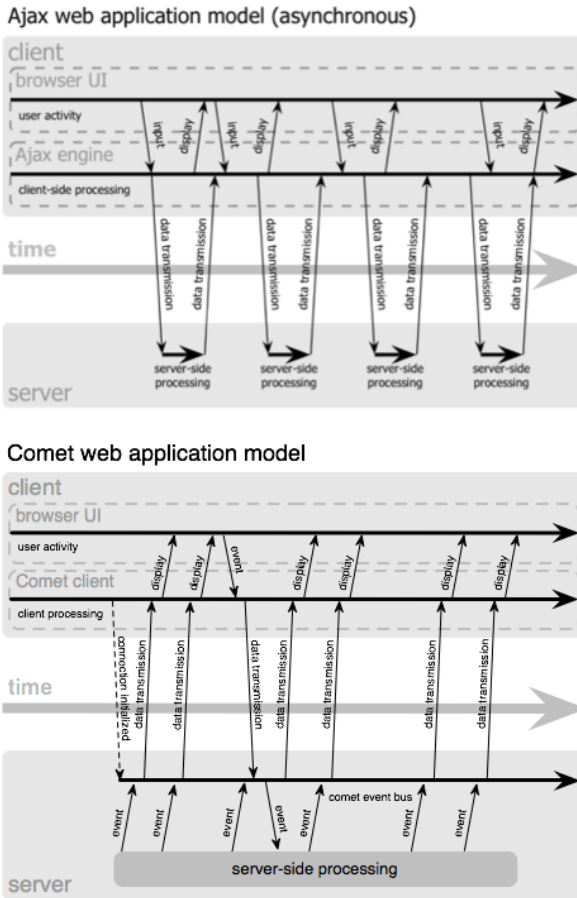 Ajax web application model (asynchronous)
client
browser UI
user activity
input
display
input
display
input
display
input
display
Ajax engine
client-side processing
data transmission
data transmission
data transmission
data transmission
data transmission
data transmission
data transmission
data transmission
time
server-side
processing
server-side
processing
server-side
processing
server-side
processing
server
Comet web application model
client
browser UI
user activity
display
display
event
display
display
display
display
Comet client
client processing
connection initialized
data transmission
data transmission
data transmission
data transmission
data transmission
data transmission
data transmission
time
comet event bus
event
event
event
event
event
event
event
server-side processing
server